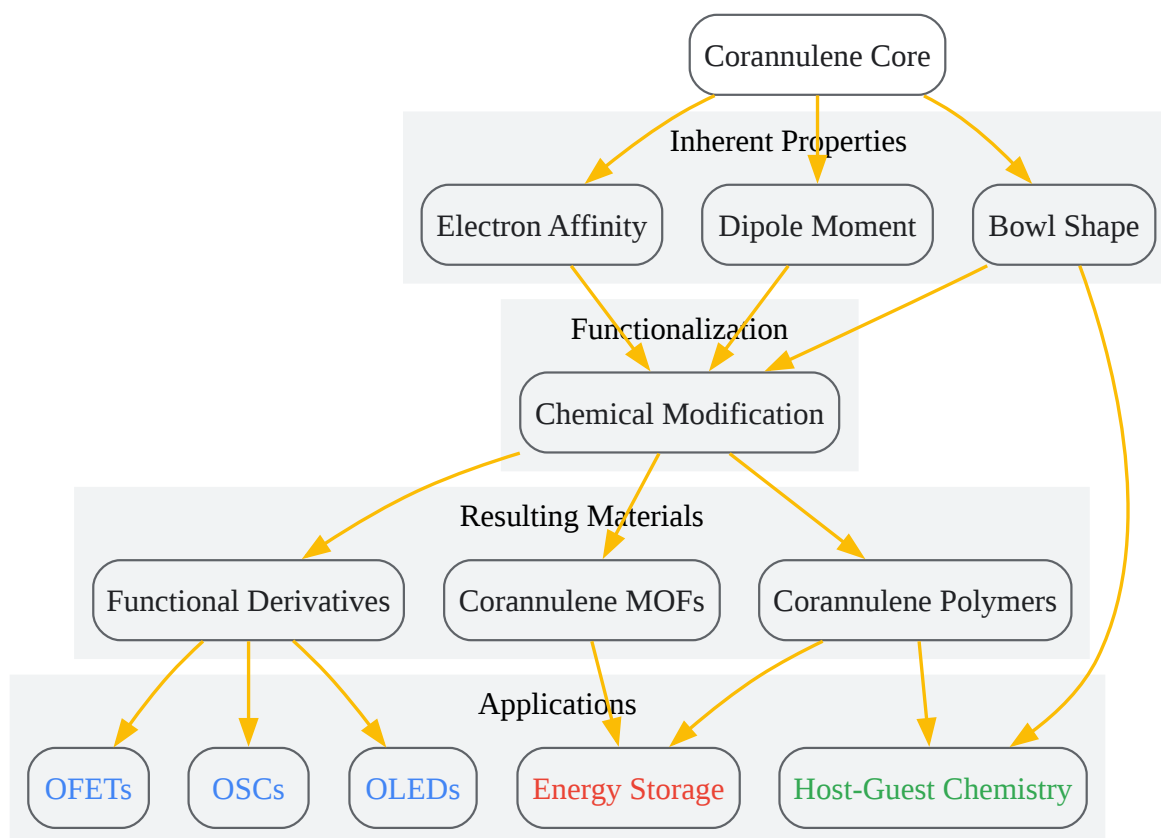 Corannulene Core
Inherent Properties
Electron Affinity
Dipole Moment
Bowl Shape
Functionalization
Chemical Modification
Resulting Materials
Functional Derivatives
Corannulene MOFs
Corannulene Polymers
Applications
OFETs
OSCs
OLEDs
Energy Storage
Host-Guest Chemistry